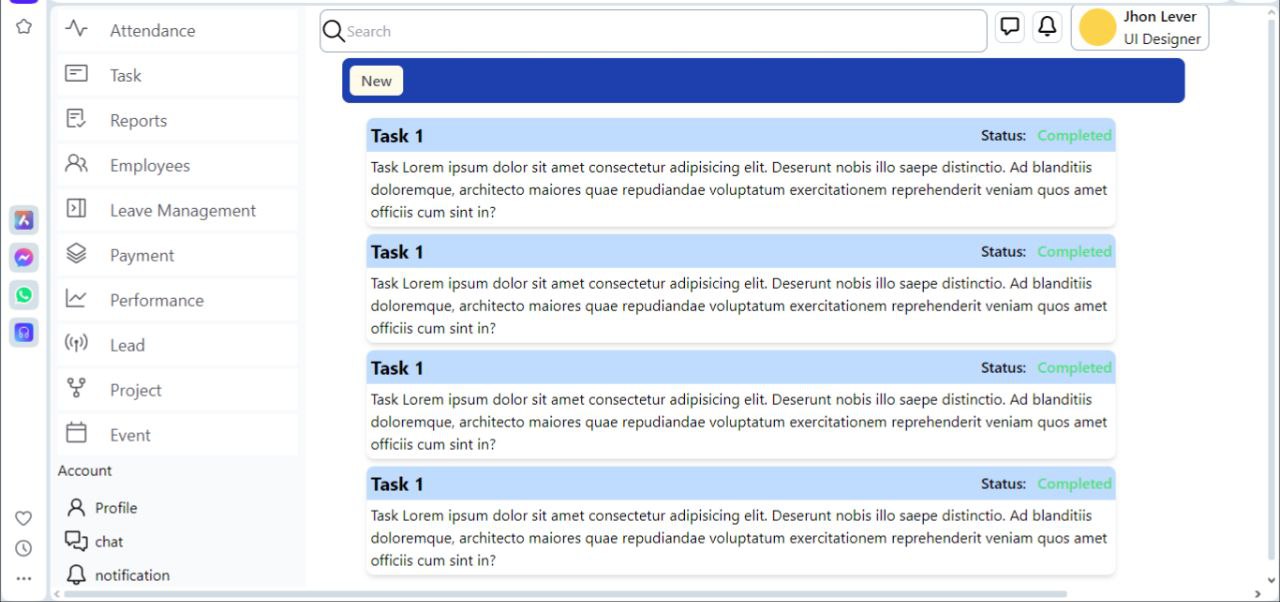 Attendance
Task
Reports
Employees
Leave Management
Payment
Performance
Lead
Project
Event
Account
Profile
chat
notification
Search
Jhon Lever
UI Designer
New
Task 1 Status: Completed
Task Lorem ipsum dolor sit amet consectetur adipisicing elit. Deserunt nobis illo saepe distinctio. Ad blanditiis
doloremque, architecto maiores quae repudiandae voluptatum exercitationem reprehenderit veniam quos amet
officiis cum sint in?
Task 1 Status: Completed
Task Lorem ipsum dolor sit amet consectetur adipisicing elit. Deserunt nobis illo saepe distinctio. Ad blanditiis
doloremque, architecto maiores quae repudiandae voluptatum exercitationem reprehenderit veniam quos amet
officiis cum sint in?
Task 1 Status: Completed
Task Lorem ipsum dolor sit amet consectetur adipisicing elit. Deserunt nobis illo saepe distinctio. Ad blanditiis
doloremque, architecto maiores quae repudiandae voluptatum exercitationem reprehenderit veniam quos amet
officiis cum sint in?
Task 1 Status: Completed
Task Lorem ipsum dolor sit amet consectetur adipisicing elit. Deserunt nobis illo saepe distinctio. Ad blanditiis
doloremque, architecto maiores quae repudiandae voluptatum exercitationem reprehenderit veniam quos amet
officiis cum sint in?